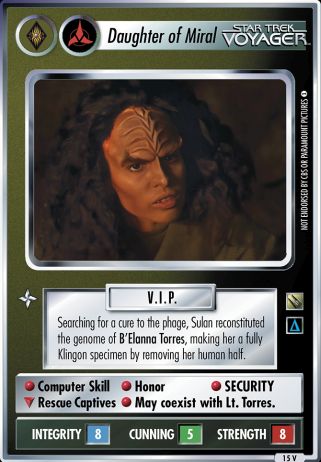 Daughter of Miral
STAR TREK
VOYAGER
NOT ENDORSED BY CBS OR PARAMOUNT PICTURES
V.I.P.
Searching for a cure to the phage, Sulan reconstituted
the genome of B'Elanna Torres, making her a fully
Klingon specimen by removing her human half.
Computer Skill Honor SECURITY
Rescue Captives May coexist with Lt. Torres.
INTEGRITY 8 CUNNING 5 STRENGTH 8
15 V